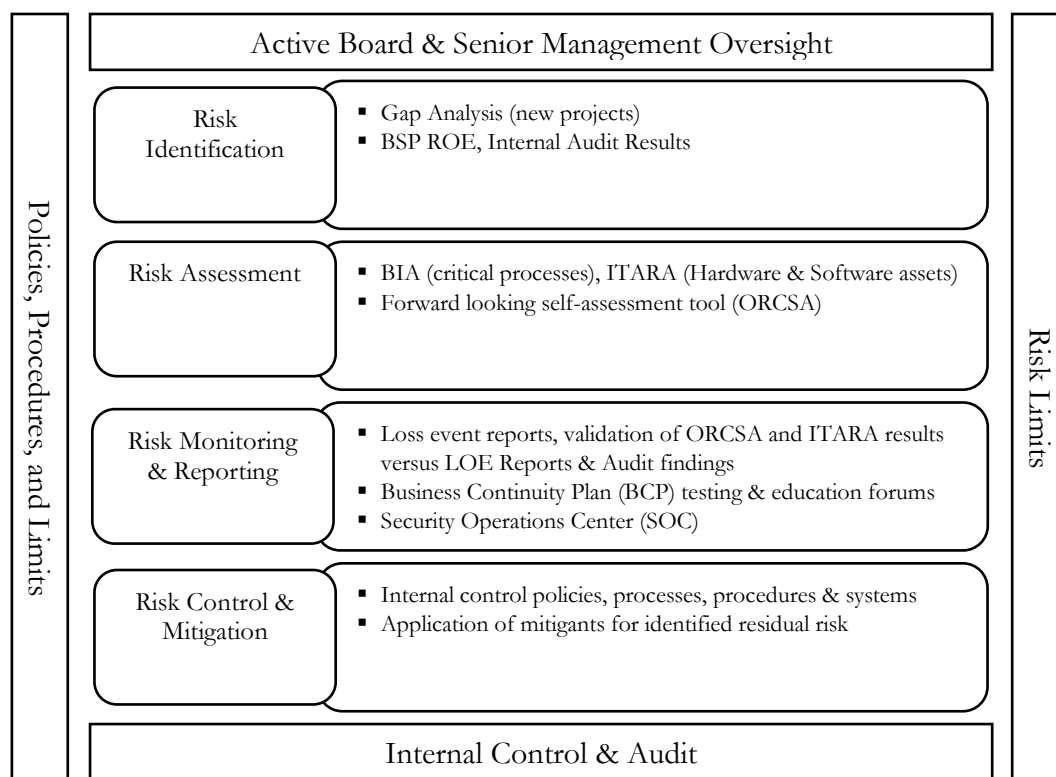 Active Board & Senior Management Oversight
Policies, Procedures, and Limits
Risk
Identification
▪ Gap Analysis (new projects)
▪ BSP ROE, Internal Audit Results
Risk Assessment
▪ BIA (critical processes), ITARA (Hardware & Software assets)
▪ Forward looking self-assessment tool (ORCSA)
Risk Monitoring
& Reporting
▪ Loss event reports, validation of ORCSA and ITARA results
versus LOE Reports & Audit findings
▪ Business Continuity Plan (BCP) testing & education forums
▪ Security Operations Center (SOC)
Risk Control &
Mitigation
▪ Internal control policies, processes, procedures & systems
▪ Application of mitigants for identified residual risk
Risk Limits
Internal Control & Audit